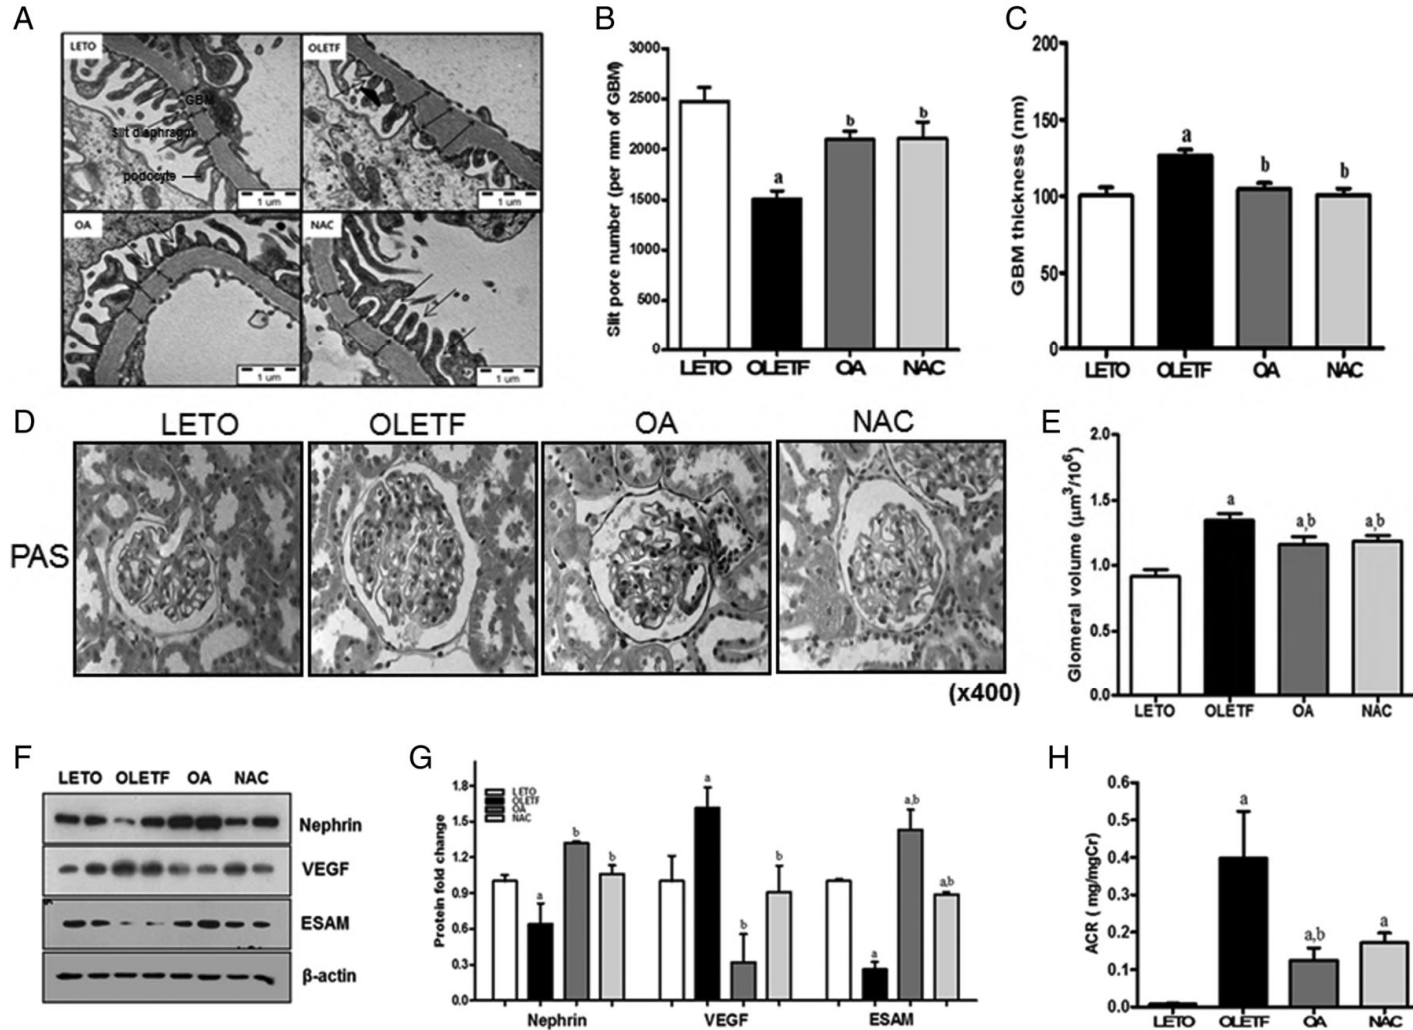 A
LETO
OLETF
GBM
Slit diaphragm
podocyte
1 um
1 um
OA
NAC
1 um
1 um
B
Slit pore number (per mm of GBM)
3000
2500
2000
1500
1000
500
0
a
b
b
LETO OLETF OA NAC
C
GBM thickness (nm)
200
150
100
50
0
a
b
b
LETO OLETF OA NAC
D
LETO OLETF OA NAC
PAS
(x400)
E
Glomeral volume (μm³/10⁶)
2.0
1.5
1.0
0.5
0.0
a
a,b
a,b
LETO OLETF OA NAC
F
LETO OLETF OA NAC
Nephrin
VEGF
ESAM
β-actin
G
Protein fold change
1.8
1.5
1.2
0.9
0.6
0.3
0.0
LETO
OLETF
OA
NAC
a
b
b
a
b
b
a
a,b
a,b
Nephrin VEGF ESAM
H
ACR ( mg/mgCr)
0.6
0.5
0.4
0.3
0.2
0.1
0.0
a
a,b
a
LETO OLETF OA NAC